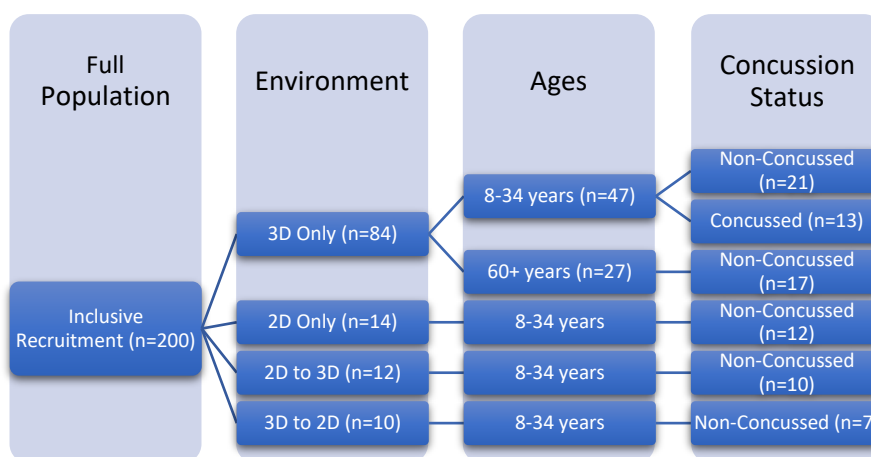 Full
Population
Environment
Ages
Concussion
Status
Inclusive
Recruitment (n=200)
3D Only (n=84)
2D Only (n=14)
2D to 3D (n=12)
3D to 2D (n=10)
8-34 years (n=47)
60+ years (n=27)
8-34 years
8-34 years
8-34 years
Non-Concussed
(n=21)
Concussed (n=13)
Non-Concussed
(n=17)
Non-Concussed
(n=12)
Non-Concussed
(n=10)
Non-Concussed (n=7